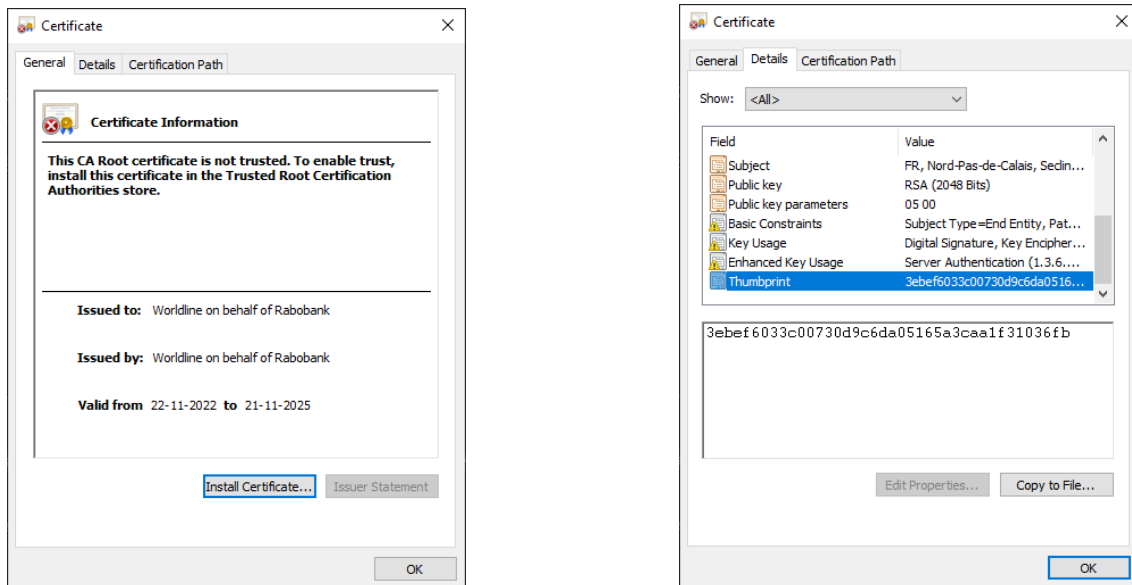 Certificate
General Details Certification Path
Certificate Information
This CA Root certificate is not trusted. To enable trust,
install this certificate in the Trusted Root Certification
Authorities store.
Issued to: Worldline on behalf of Rabobank
Issued by: Worldline on behalf of Rabobank
Valid from 22-11-2022 to 21-11-2025
Install Certificate... Issuer Statement
OK
Certificate
General Details Certification Path
Show: <All>
Field Value
Subject FR, Nord-Pas-de-Calais, Seclin...
Public key RSA (2048 Bits)
Public key parameters 05 00
Basic Constraints Subject Type=End Entity, Pat...
Key Usage Digital Signature, Key Encipher...
Enhanced Key Usage Server Authentication (1.3.6....
Thumbprint 3ebef6033c00730d9c6da0516...
3ebef6033c00730d9c6da05165a3caa1f31036fb
Edit Properties... Copy to File...
OK